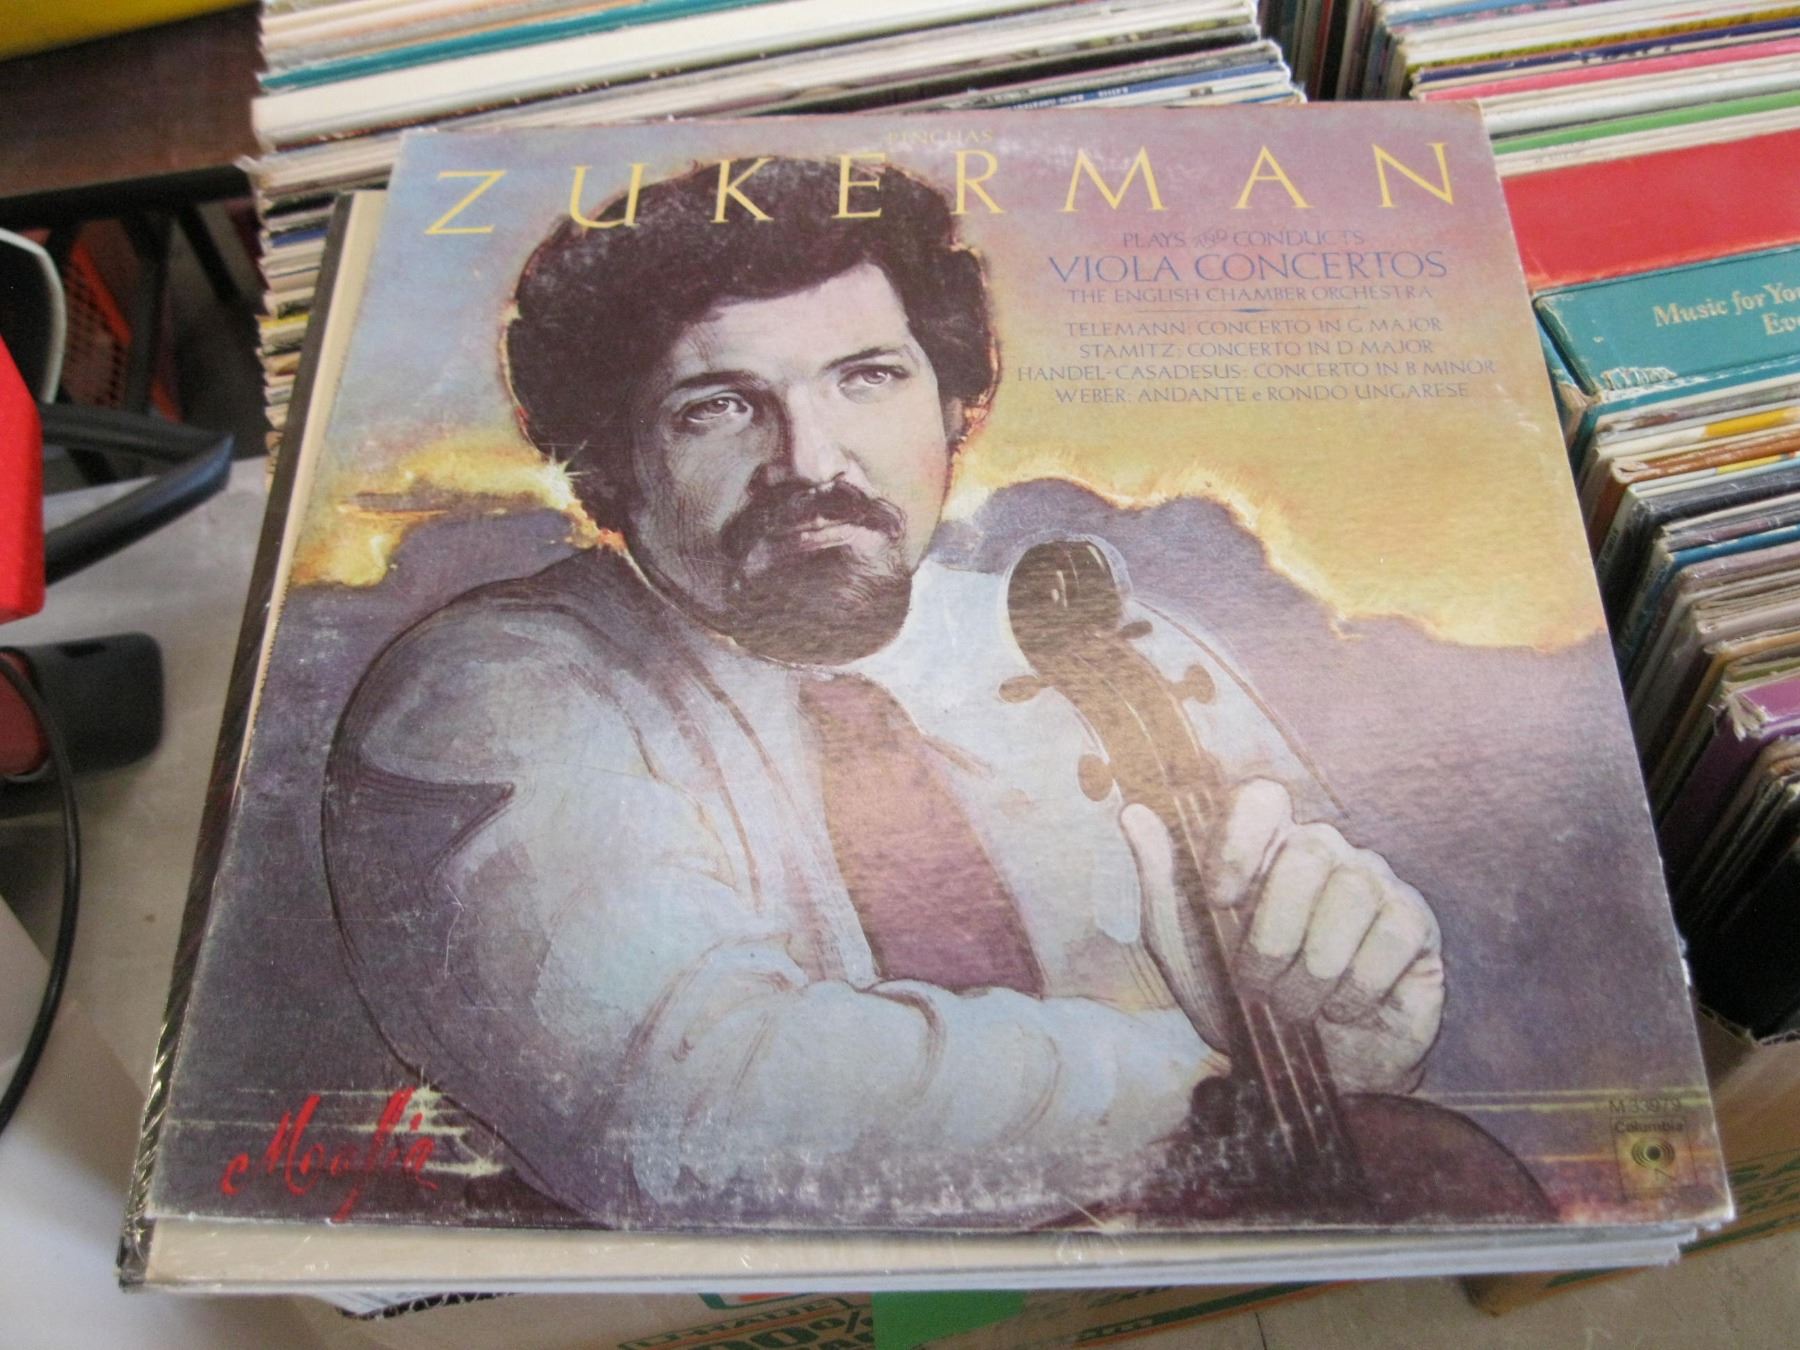 PINCHAS
ZUKERMAN
PLAYS AND CONDUCTS
VIOLA CONCERTOS
THE ENGLISH CHAMBER ORCHESTRA
TELEMANN: CONCERTO IN G MAJOR
STAMITZ: CONCERTO IN D MAJOR
HANDEL-CASADESUS: CONCERTO IN B MINOR
WEBER: ANDANTE e RONDO UNGARESE
Music for You
M 33979
Columbia